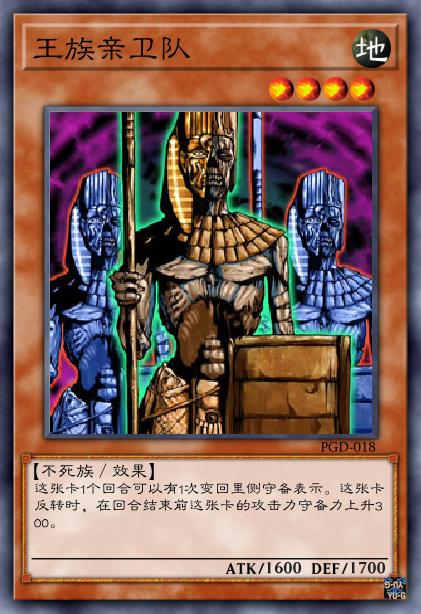 王族亲卫队
地
PGD-018
【不死族／效果】
这张卡1个回合可以有1次变回里侧守备表示。这张卡
反转时，在回合结束前这张卡的攻击力守备力上升3
00。
ATK/1600 DEF/1700